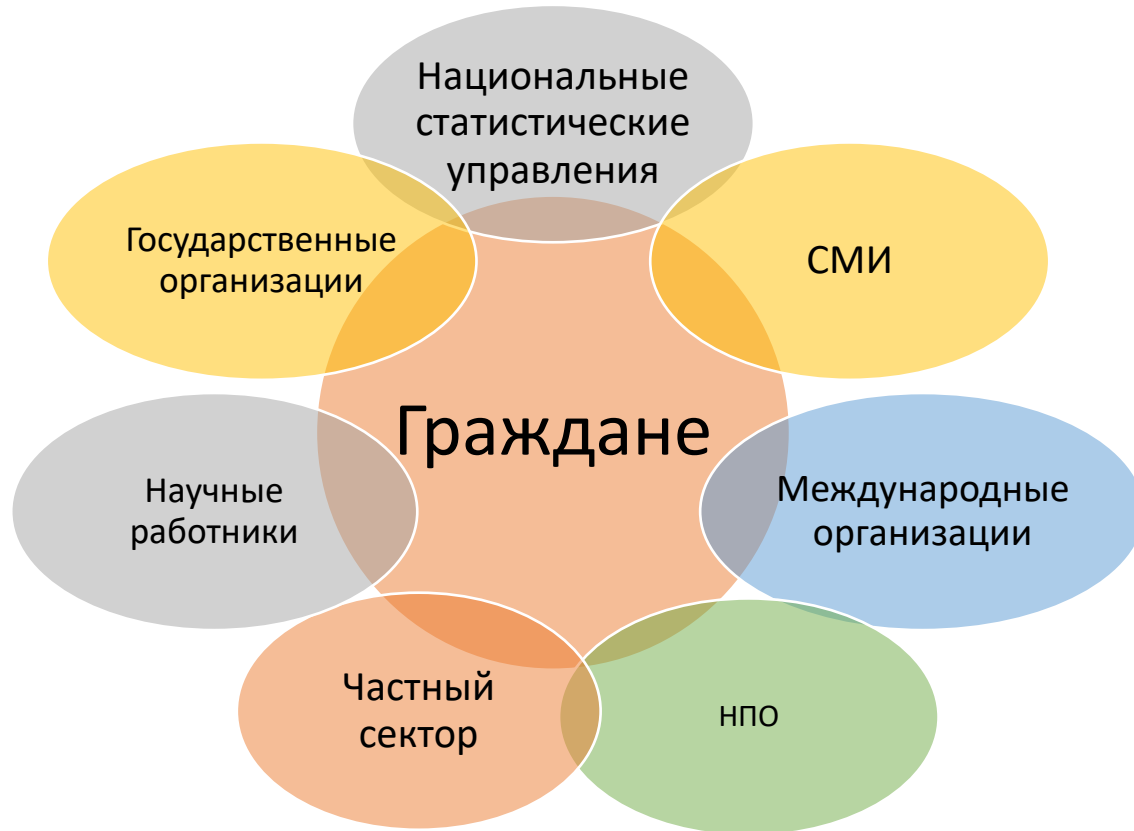 Национальные
статистические
управления
Государственные
организации
СМИ
Граждане
Научные
работники
Международные
организации
Частный
сектор
НПО